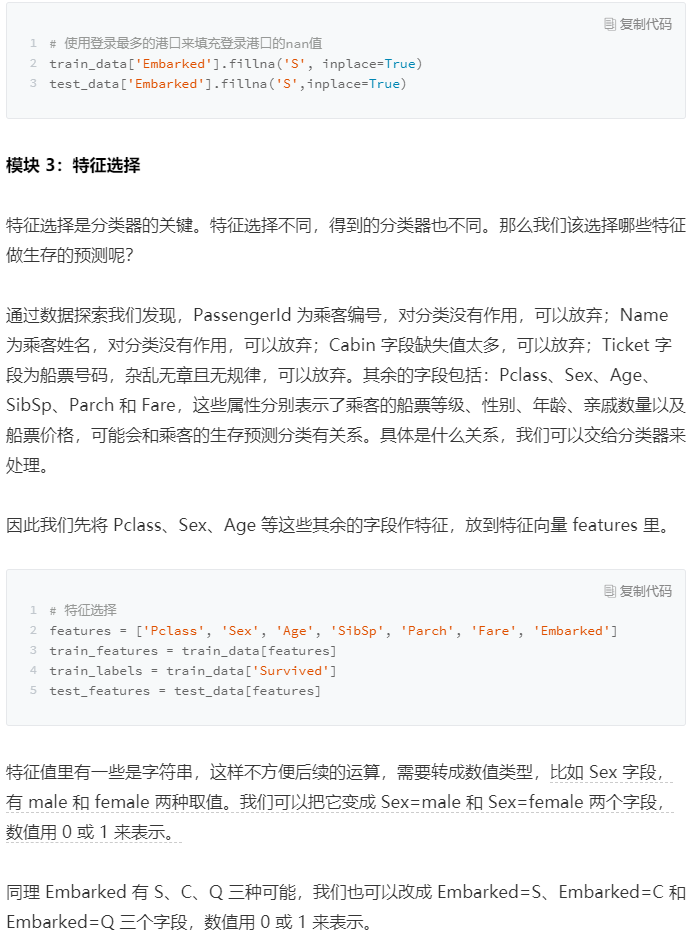 复制代码
1 # 使用登录最多的港口来填充登录港口的nan值
2 train_data['Embarked'].fillna('S', inplace=True)
3 test_data['Embarked'].fillna('S',inplace=True)
模块 3：特征选择
特征选择是分类器的关键。特征选择不同，得到的分类器也不同。那么我们该选择哪些特征
做生存的预测呢？
通过数据探索我们发现，PassengerId 为乘客编号，对分类没有作用，可以放弃；Name
为乘客姓名，对分类没有作用，可以放弃；Cabin 字段缺失值太多，可以放弃；Ticket 字
段为船票号码，杂乱无章且无规律，可以放弃。其余的字段包括：Pclass、Sex、Age、
SibSp、Parch 和 Fare，这些属性分别表示了乘客的船票等级、性别、年龄、亲戚数量以及
船票价格，可能会和乘客的生存预测分类有关系。具体是什么关系，我们可以交给分类器来
处理。
因此我们先将 Pclass、Sex、Age 等这些其余的字段作特征，放到特征向量 features 里。
复制代码
1 # 特征选择
2 features = ['Pclass', 'Sex', 'Age', 'SibSp', 'Parch', 'Fare', 'Embarked']
3 train_features = train_data[features]
4 train_labels = train_data['Survived']
5 test_features = test_data[features]
特征值里有一些是字符串，这样不方便后续的运算，需要转成数值类型，比如 Sex 字段，
有 male 和 female 两种取值。我们可以把它变成 Sex=male 和 Sex=female 两个字段，
数值用 0 或 1 来表示。
同理 Embarked 有 S、C、Q 三种可能，我们也可以改成 Embarked=S、Embarked=C 和
Embarked=Q 三个字段，数值用 0 或 1 来表示。